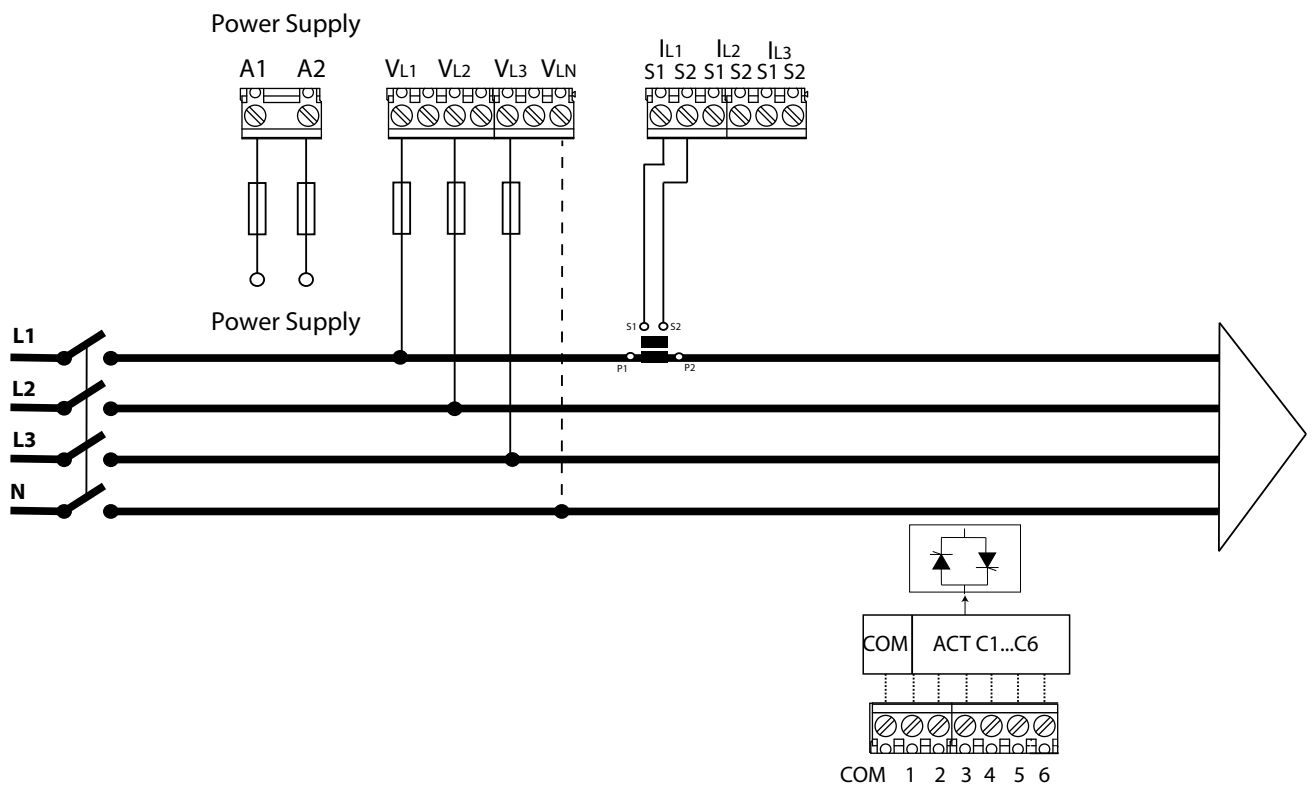 Power Supply
A1 A2
VL1 VL2 VL3 VLN
IL1 IL2 IL3
S1 S2 S1 S2 S1 S2
Power Supply
S1 S2
L1
P1 P2
L2
L3
N
COM ACT C1...C6
COM 1 2 3 4 5 6